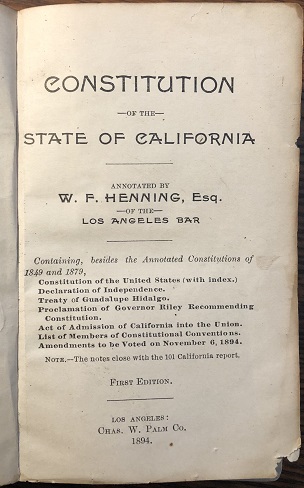 CONSTITUTION
—OF THE—
STATE OF CALIFORNIA
ANNOTATED BY
W. F. HENNING, Esq.
—OF THE—
LOS ANGELES BAR
Containing, besides the Annotated Constitutions of
1849 and 1879,
Constitution of the United States (with index.)
Declaration of Independence.
Treaty of Guadalupe Hidalgo.
Proclamation of Governor Riley Recommending
Constitution.
Act of Admission of California into the Union.
List of Members of Constitutional Conventions.
Amendments to be Voted on November 6, 1894.
NOTE.—The notes close with the 101 California report.
FIRST EDITION.
LOS ANGELES:
CHAS. W. PALM CO.
1894.